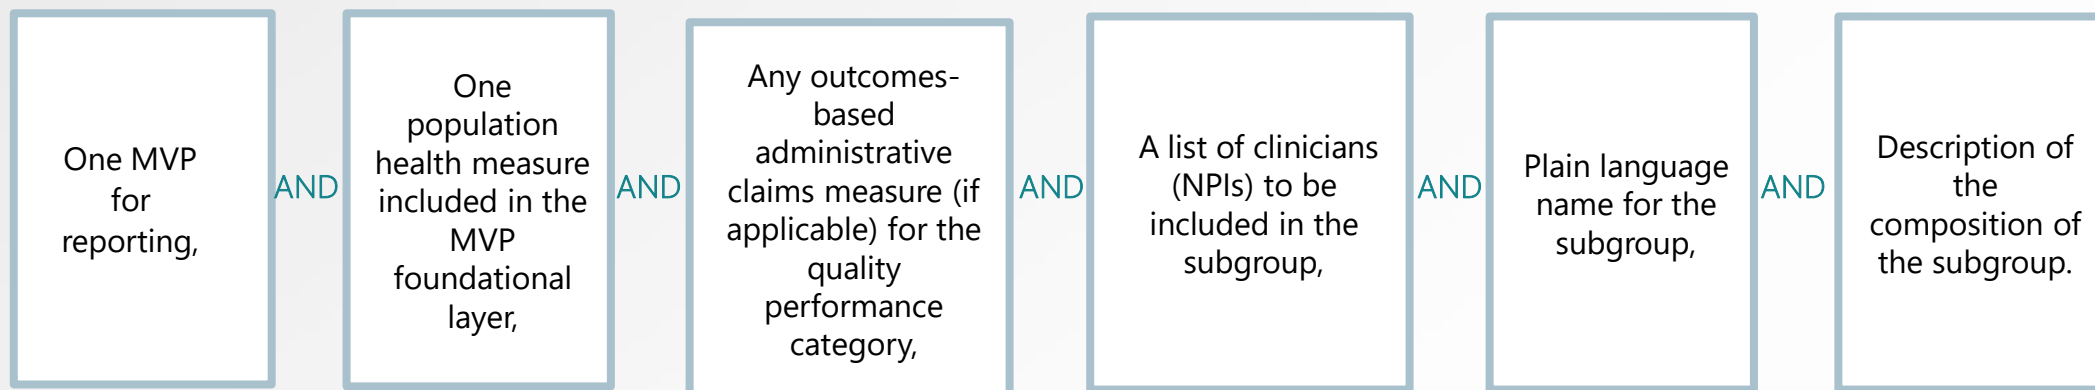 One MVP
for
reporting,
AND
One
population
health measure
included in the
MVP
foundational
layer,
AND
Any outcomes-
based
administrative
claims measure (if
applicable) for the
quality
performance
category,
AND
A list of clinicians
(NPIs) to be
included in the
subgroup,
AND
Plain language
name for the
subgroup,
AND
Description of
the
composition of
the subgroup.